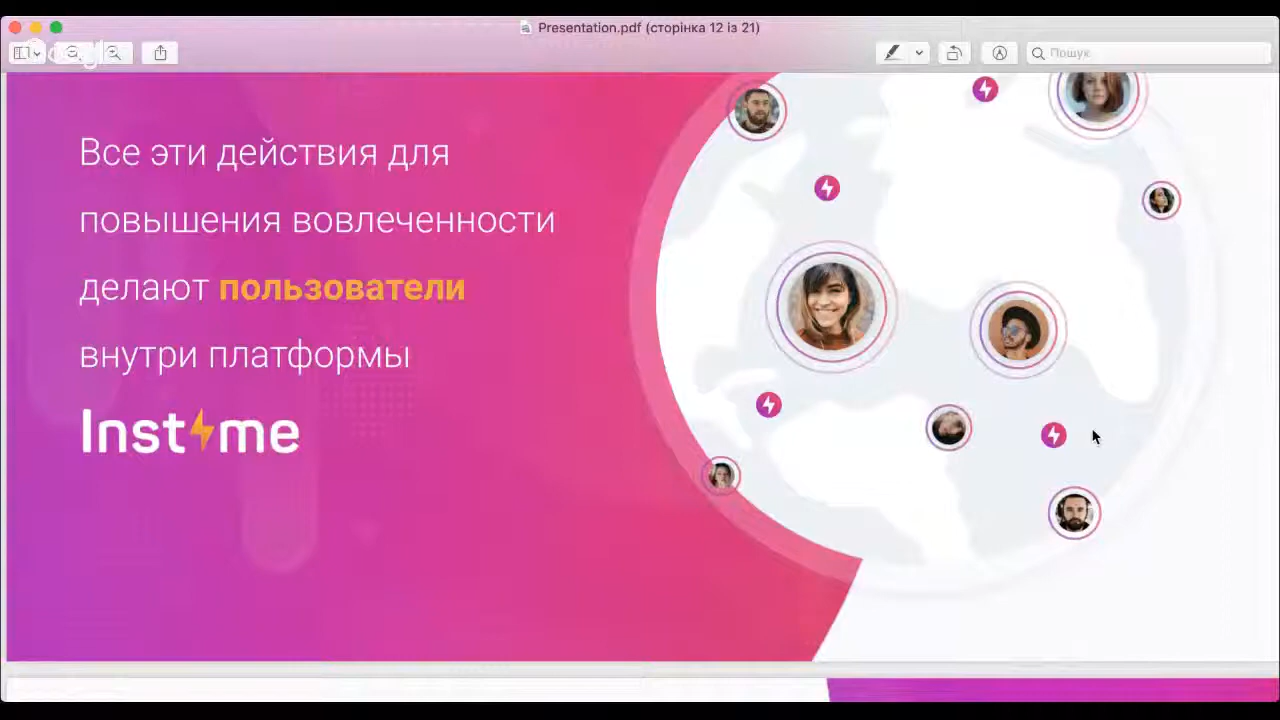 Presentation.pdf (сторінка 12 із 21)
Google
Пошук
Все эти действия для
повышения вовлеченности
делают пользователи
внутри платформы
Inst me